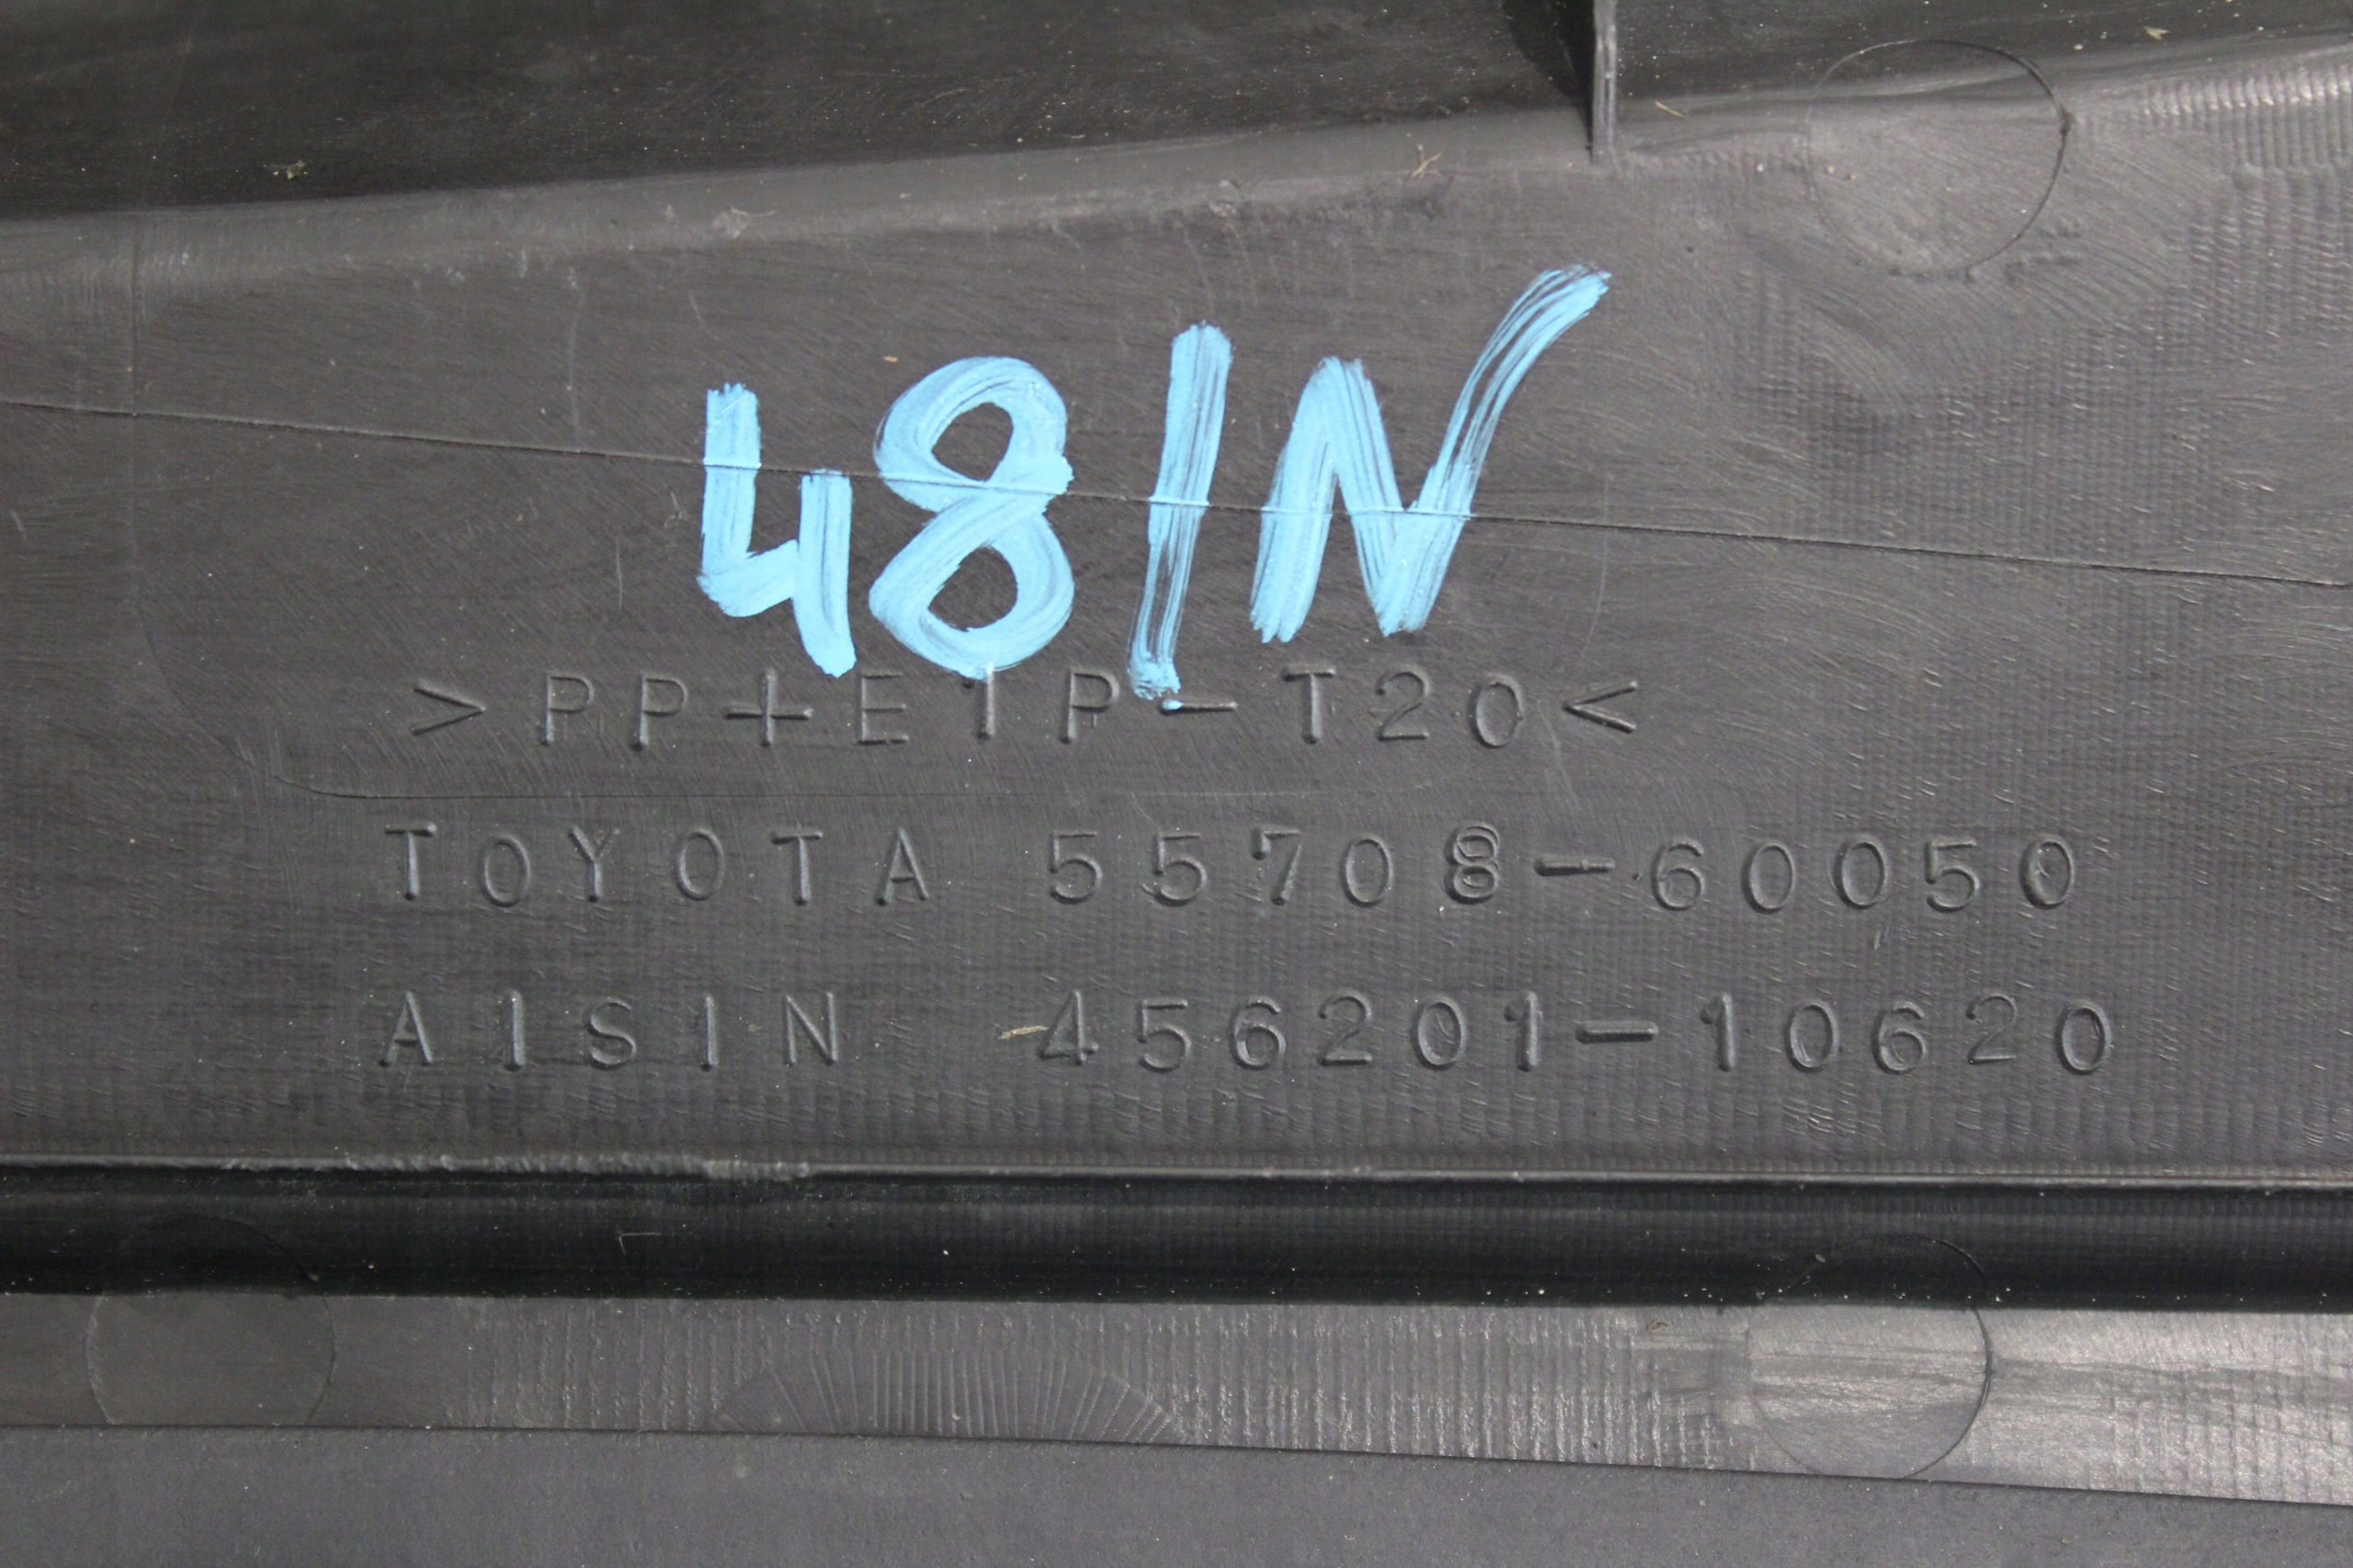 48IN
>PP+E1P-T20<
TOYOTA 55708-60050
AISIN 456201-10620